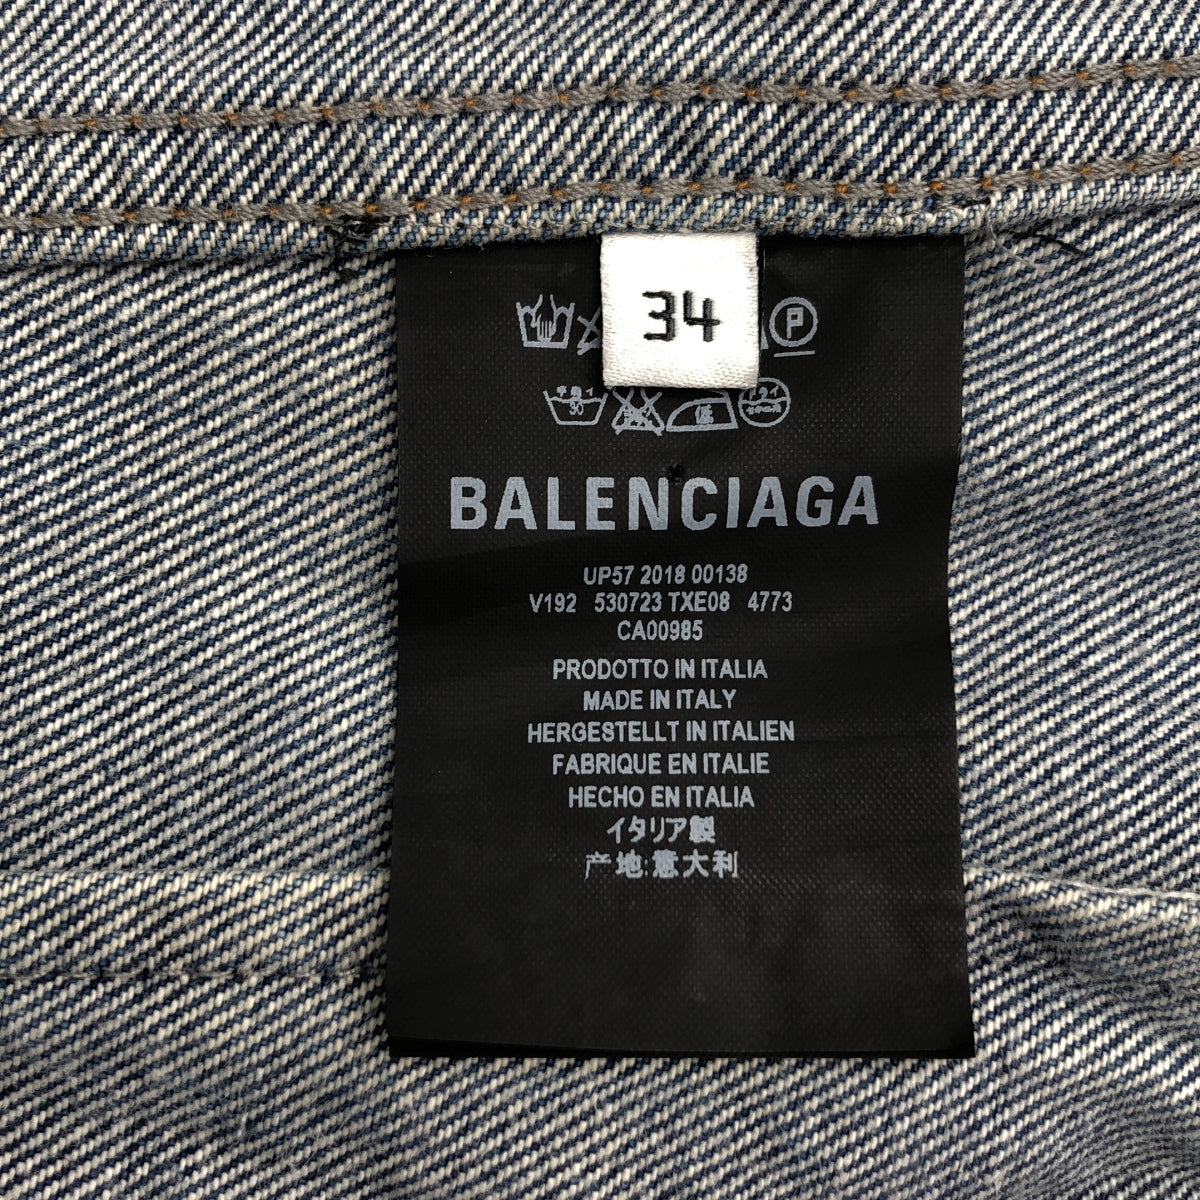 34
P
30
BALENCIAGA
UP57 2018 00138
V192 530723 TXE08 4773
CA00985
PRODOTTO IN ITALIA
MADE IN ITALY
HERGESTELLT IN ITALIEN
FABRIQUE EN ITALIE
HECHO EN ITALIA
イタリア製
产地:意大利